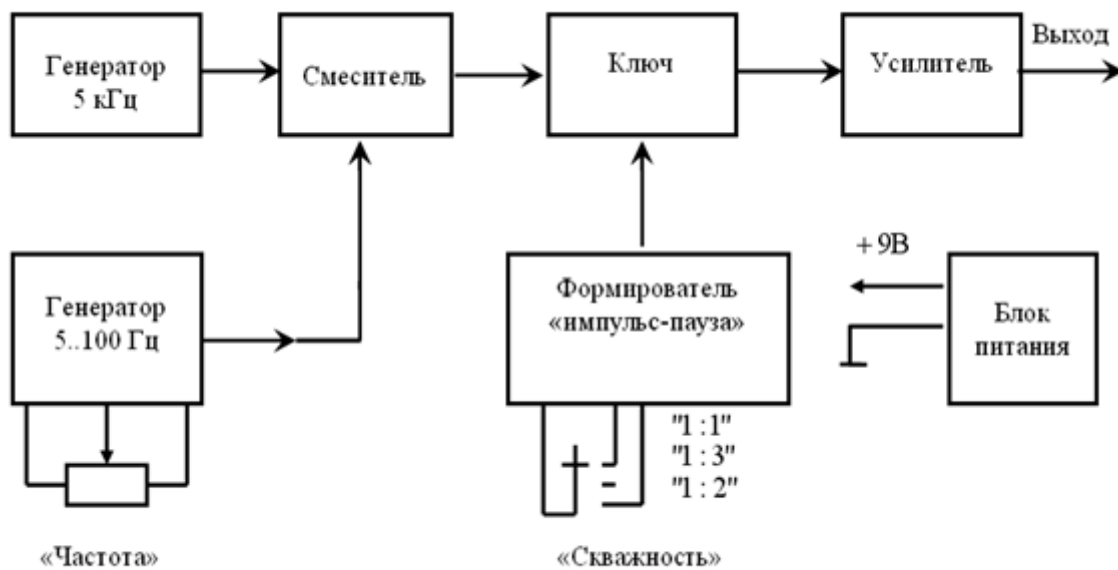 Генератор
5 кГц
Смеситель
Ключ
Усилитель
Выход
Генератор
5..100 Гц
Формирователь
«импульс-пауза»
+ 9В
Блок
питания
"1 : 1"
"1 : 3"
"1 : 2"
«Частота»
«Скважность»